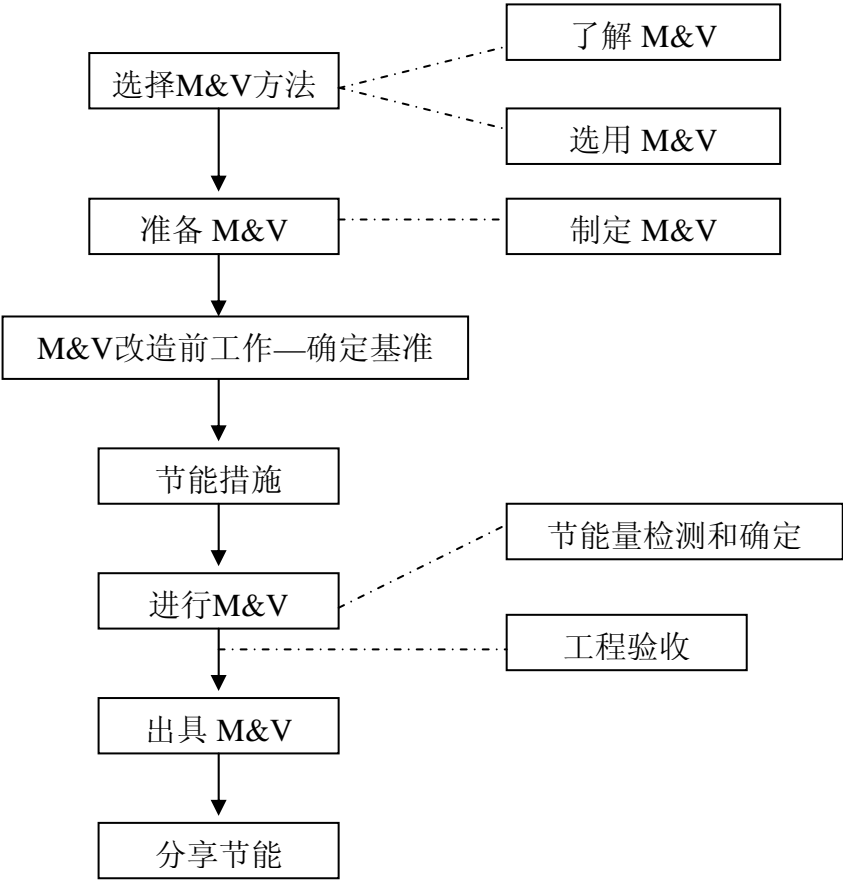 了解 M&V
选择M&V方法
选用 M&V
准备 M&V
制定 M&V
M&V改造前工作—确定基准
节能措施
节能量检测和确定
进行M&V
工程验收
出具 M&V
分享节能